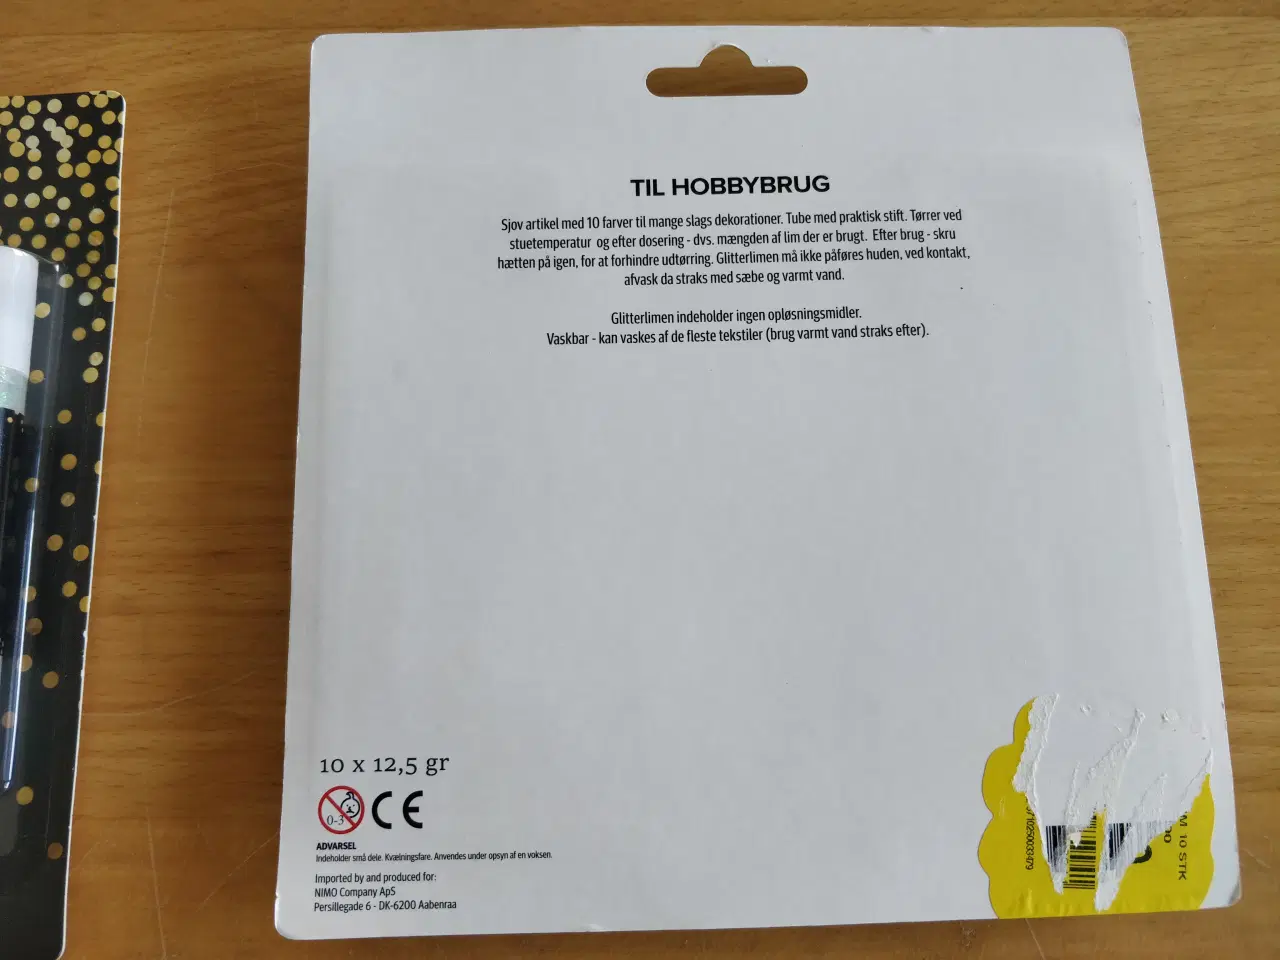 TIL HOBBYBRUG
Sjov artikel med 10 farver til mange slags dekorationer. Tube med praktisk stift. Tørrer ved
stuetemperatur og efter dosering - dvs. mængden af lim der er brugt. Efter brug - skru
hætten på igen, for at forhindre udtørring. Glitterlimen må ikke påføres huden, ved kontakt,
afvask da straks med sæbe og varmt vand.
Glitterlimen indeholder ingen opløsningsmidler.
Vaskbar - kan vaskes af de fleste tekstiler (brug varmt vand straks efter).
10 x 12,5 gr
0-3
CE
ADVARSEL
Indeholder små dele. Kvælningsfare. Anvendes under opsyn af en voksen.
Imported by and produced for:
NIMO Company ApS
Persillegade 6 - DK-6200 Aabenraa
10 STK